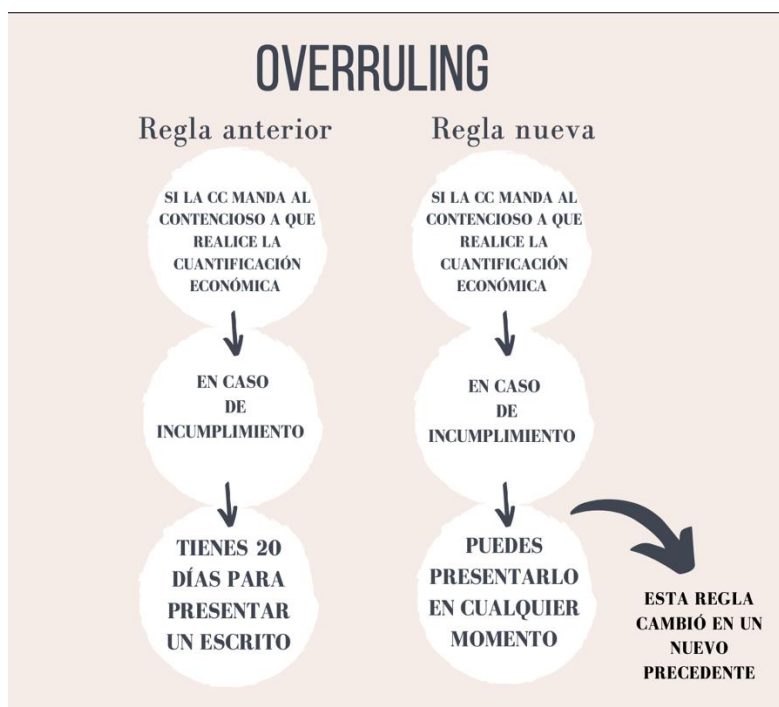 OVERRULING
Regla anterior
SI LA CC MANDA AL
CONTENCIOSO A QUE
REALICE LA
CUANTIFICACIÓN
ECONÓMICA
EN CASO
DE
INCUMPLIMIENTO
TIENES 20
DÍAS PARA
PRESENTAR
UN ESCRITO
Regla nueva
SI LA CC MANDA AL
CONTENCIOSO A QUE
REALICE LA
CUANTIFICACIÓN
ECONÓMICA
EN CASO
DE
INCUMPLIMIENTO
PUEDES
PRESENTARLO
EN CUALQUIER
MOMENTO
ESTA REGLA
CAMBIÓ EN UN
NUEVO
PRECEDENTE